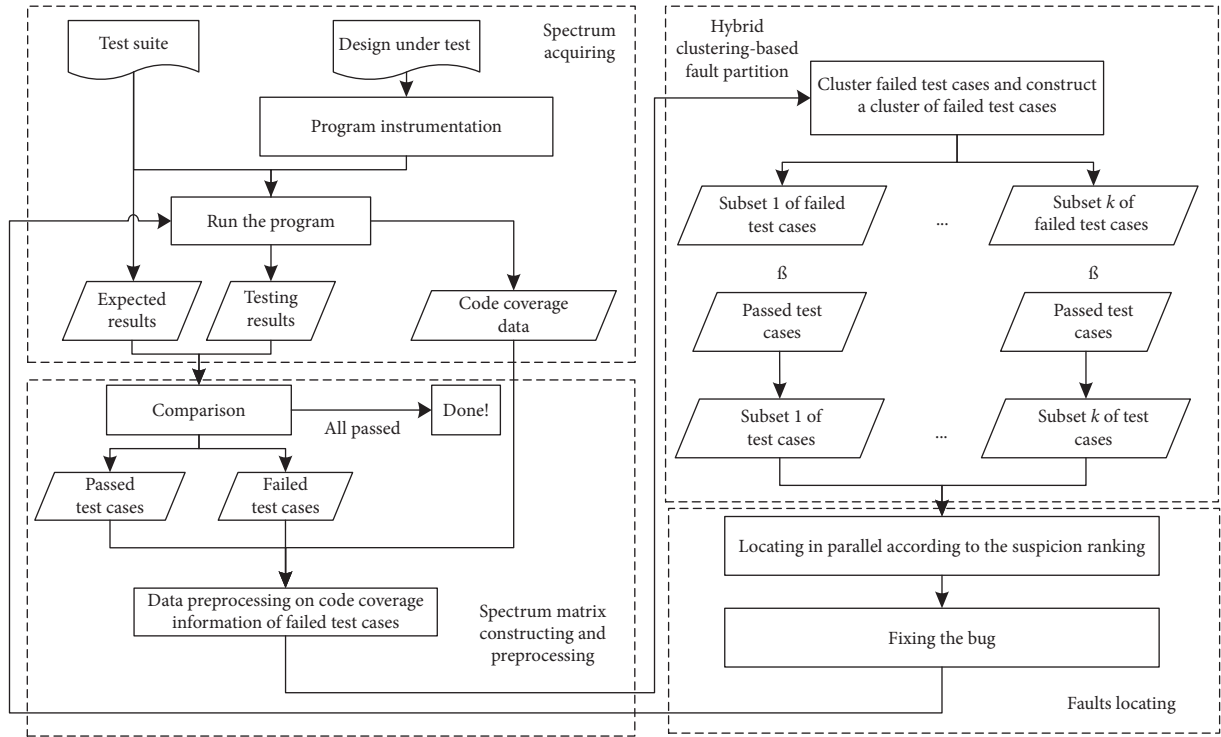 Test suite
Design under test
Spectrum
acquiring
Program instrumentation
Run the program
Expected
results
Testing
results
Code coverage
data
Comparison
All passed
Done!
Passed
test cases
Failed
test cases
Data preprocessing on code coverage
information of failed test cases
Spectrum matrix
constructing and
preprocessing
Hybrid
clustering-based
fault partition
Cluster failed test cases and construct
a cluster of failed test cases
Subset 1 of failed
test cases
...
Subset k of
failed test cases
ß
ß
Passed test
cases
Passed test
cases
Subset 1 of
test cases
...
Subset k of test
cases
Locating in parallel according to the suspicion ranking
Fixing the bug
Faults locating